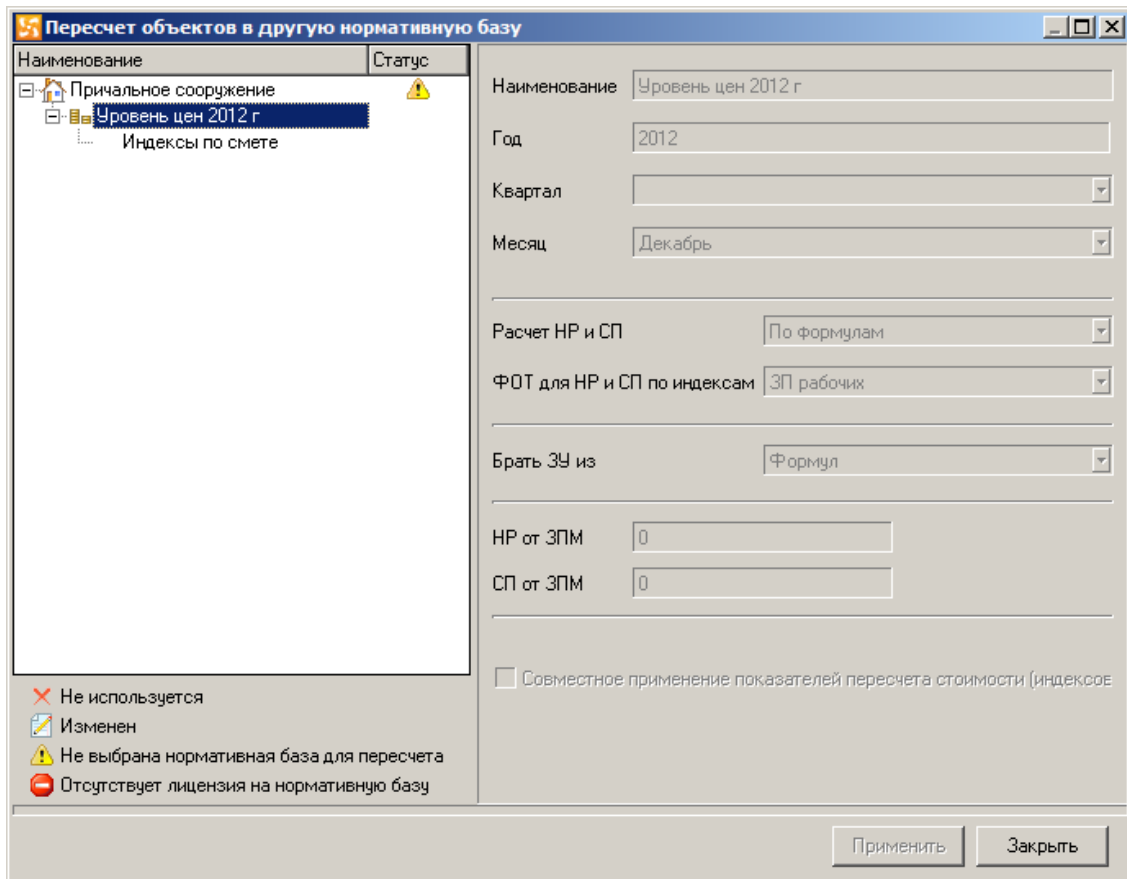 Пересчет объектов в другую нормативную базу
Наименование Статус
Причальное сооружение
Уровень цен 2012 г
Индексы по смете
Не используется
Изменен
Не выбрана нормативная база для пересчета
Отсутствует лицензия на нормативную базу
Наименование Уровень цен 2012 г
Год 2012
Квартал
Месяц Декабрь
Расчет НР и СП По формулам
ФОТ для НР и СП по индексам ЗП рабочих
Брать ЗУ из Формул
НР от ЗПМ 0
СП от ЗПМ 0
Совместное применение показателей пересчета стоимости (индексов
Применить Закрыть